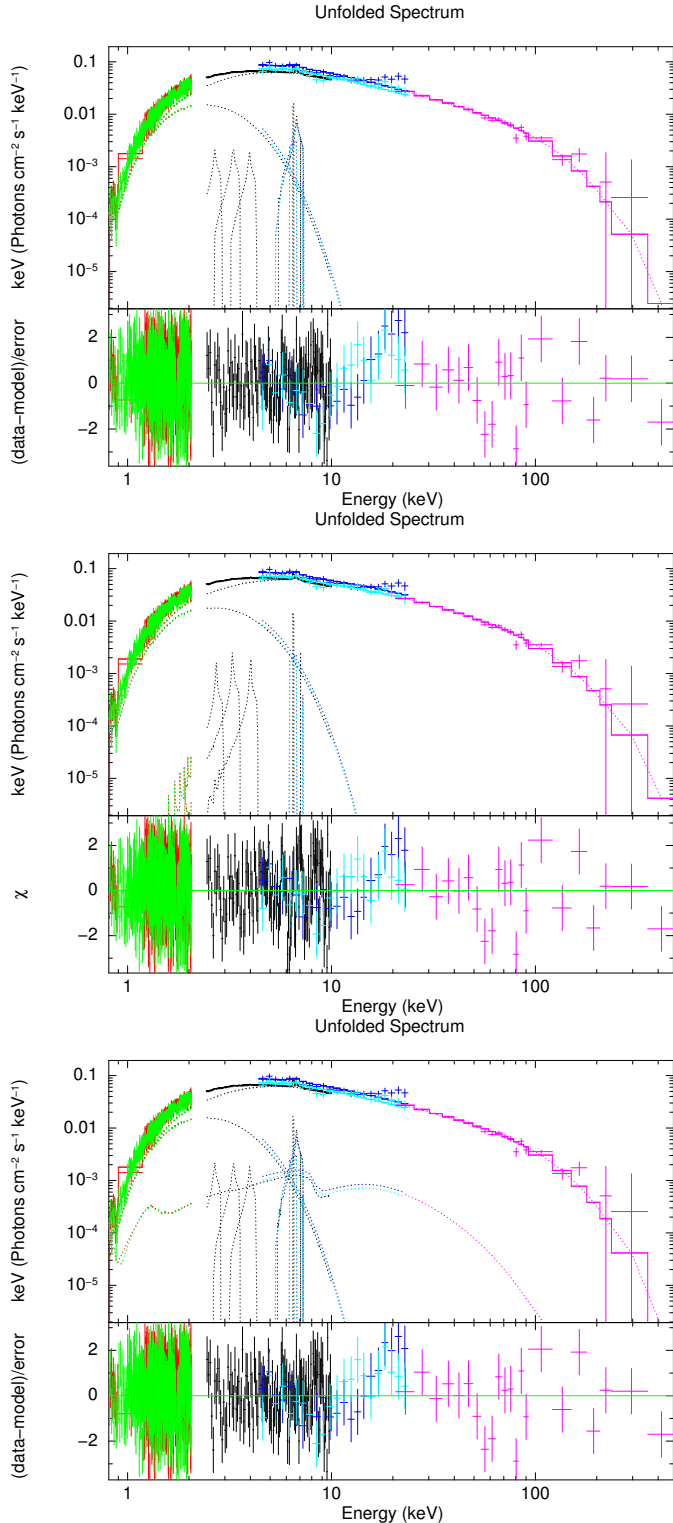 Unfolded Spectrum
keV (Photons cm⁻² s⁻¹ keV⁻¹)
0.1
0.01
10⁻³
10⁻⁴
10⁻⁵
(data−model)/error
2
0
−2
1 10 100
Energy (keV)
Unfolded Spectrum
keV (Photons cm⁻² s⁻¹ keV⁻¹)
0.1
0.01
10⁻³
10⁻⁴
10⁻⁵
χ
2
0
−2
1 10 100
Energy (keV)
Unfolded Spectrum
keV (Photons cm⁻² s⁻¹ keV⁻¹)
0.1
0.01
10⁻³
10⁻⁴
10⁻⁵
(data−model)/error
2
0
−2
1 10 100
Energy (keV)